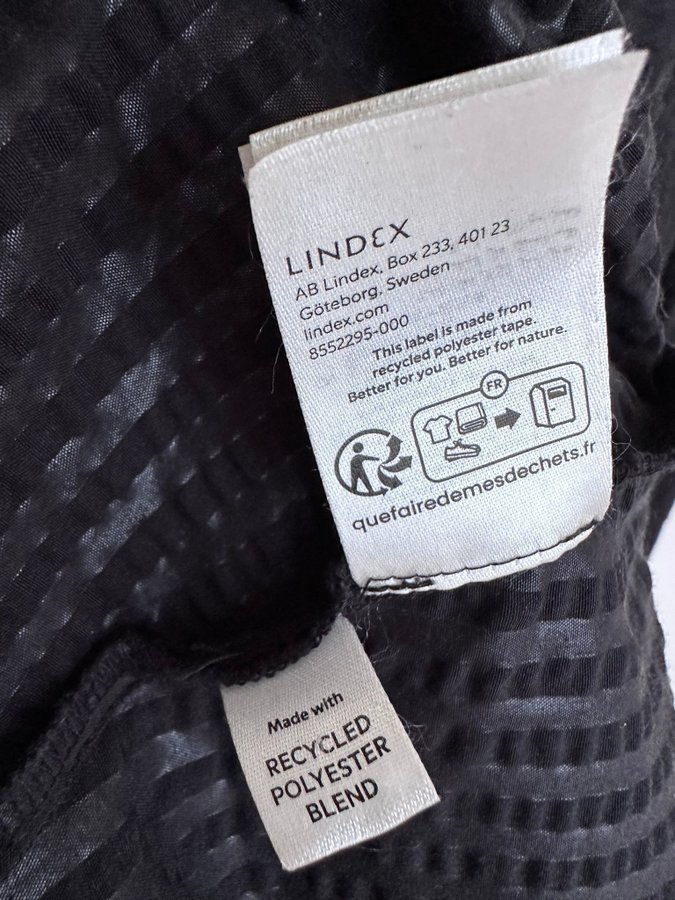 LINDEX
AB Lindex, Box 233, 401 23
Göteborg, Sweden
lindex.com
8552295-000
This label is made from
recycled polyester tape.
Better for you. Better for nature.
FR
quefairedemesdechets.fr
Made with
RECYCLED
POLYESTER
BLEND